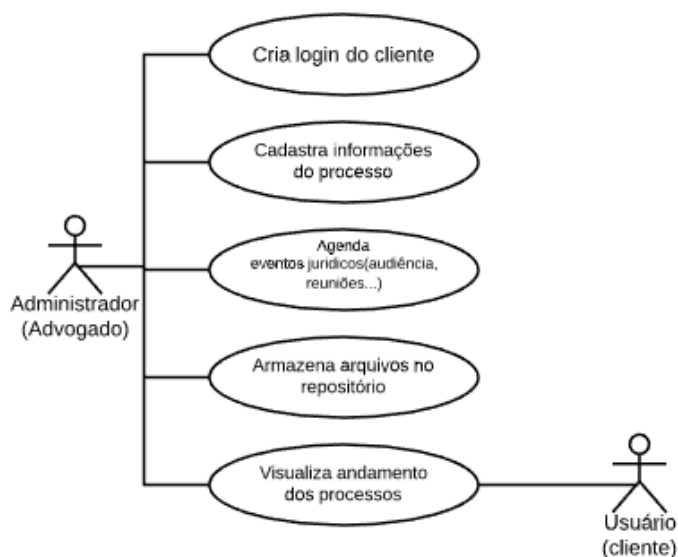 Cria login do cliente
Cadastra informações
do processo
Agenda
eventos juridicos(audiência,
reuniões...)
Administrador
(Advogado)
Armazena arquivos no
repositório
Visualiza andamento
dos processos
Usuário
(cliente)